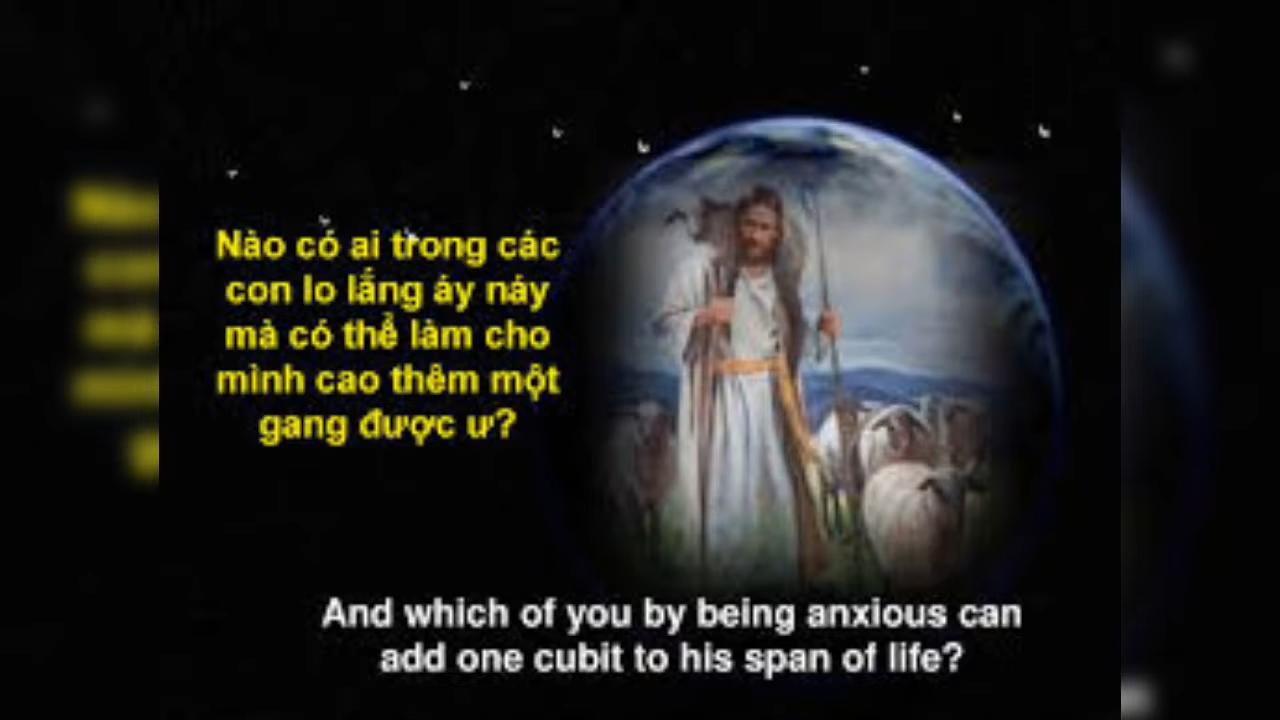 Nào có ai trong các
con lo lắng áy náy
mà có thể làm cho
mình cao thêm một
gang được ư?
And which of you by being anxious can
add one cubit to his span of life?